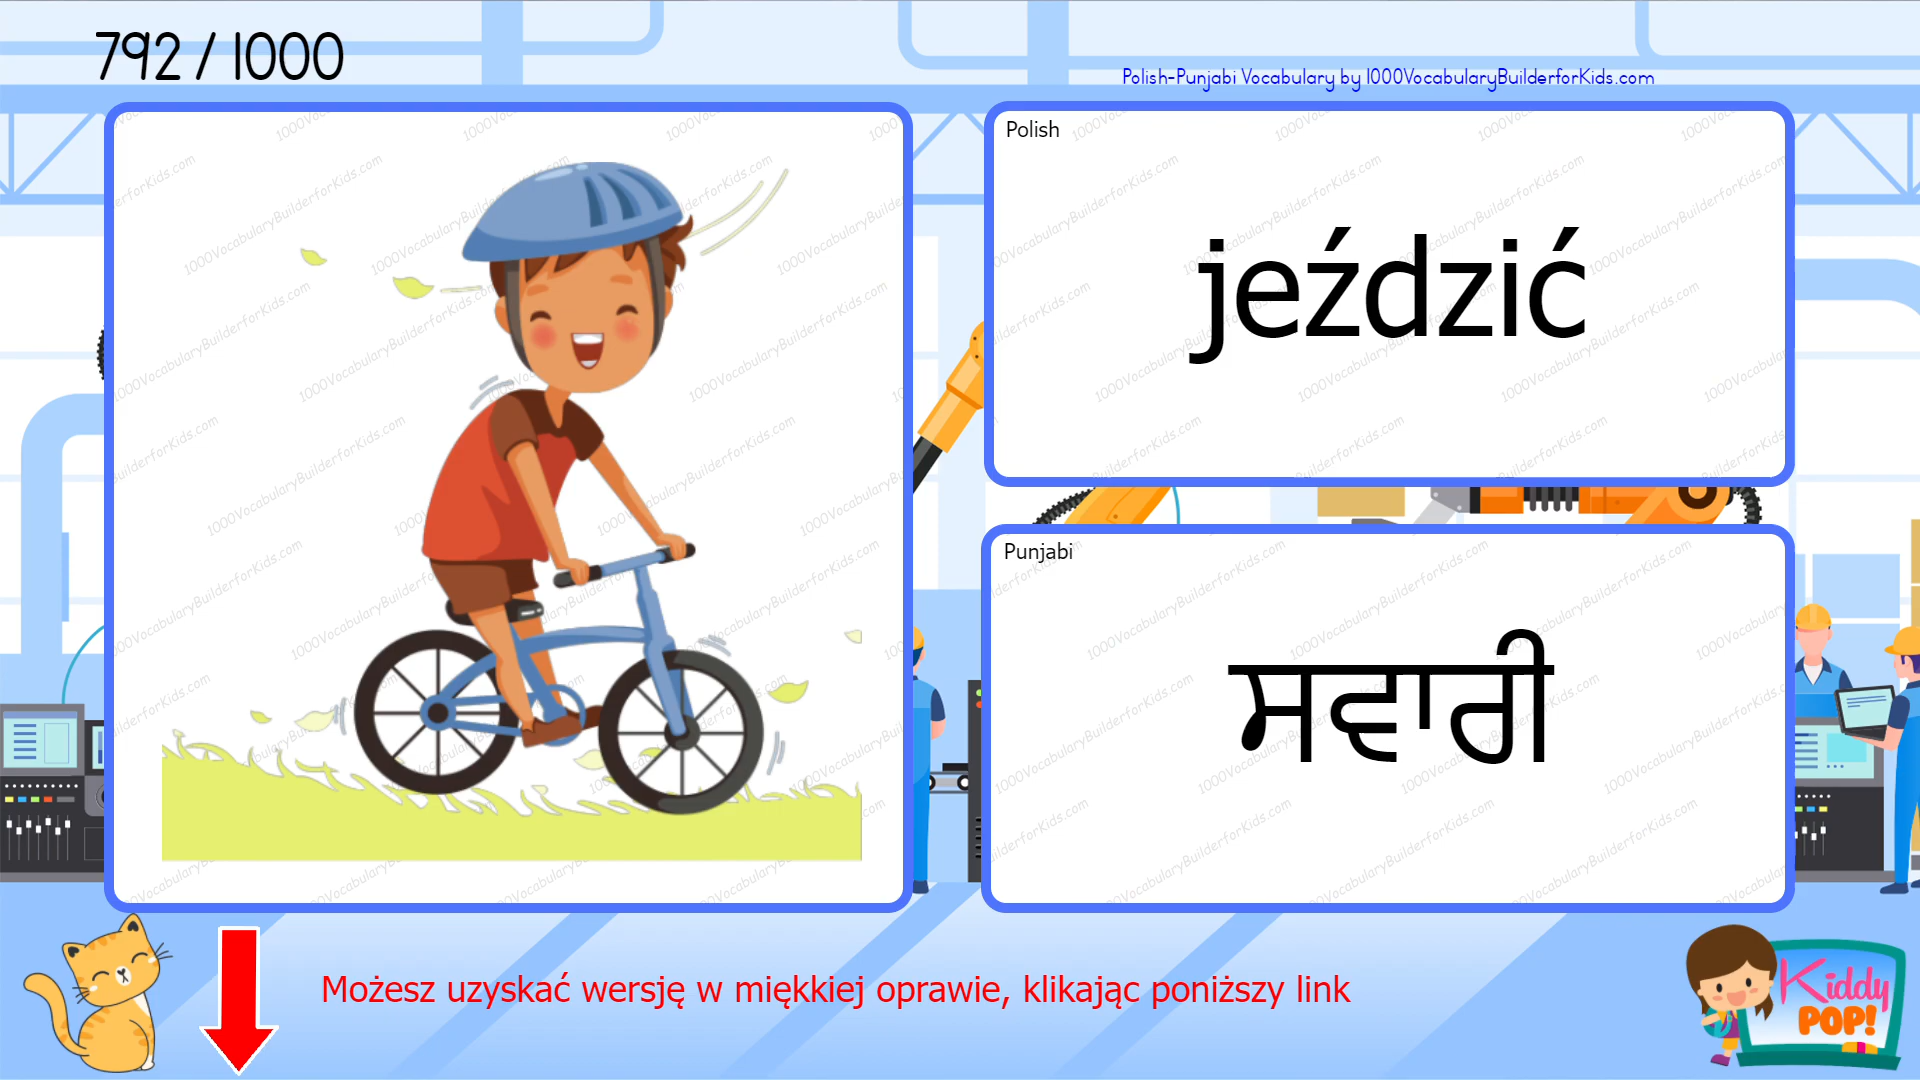 792 / 1000
Polish-Punjabi Vocabulary by 1000VocabularyBuilderforKids.com
Polish
jeździć
Punjabi
ਸਵਾਰੀ
Możesz uzyskać wersję w miękkiej oprawie, klikając poniższy link
Kiddy
POP!